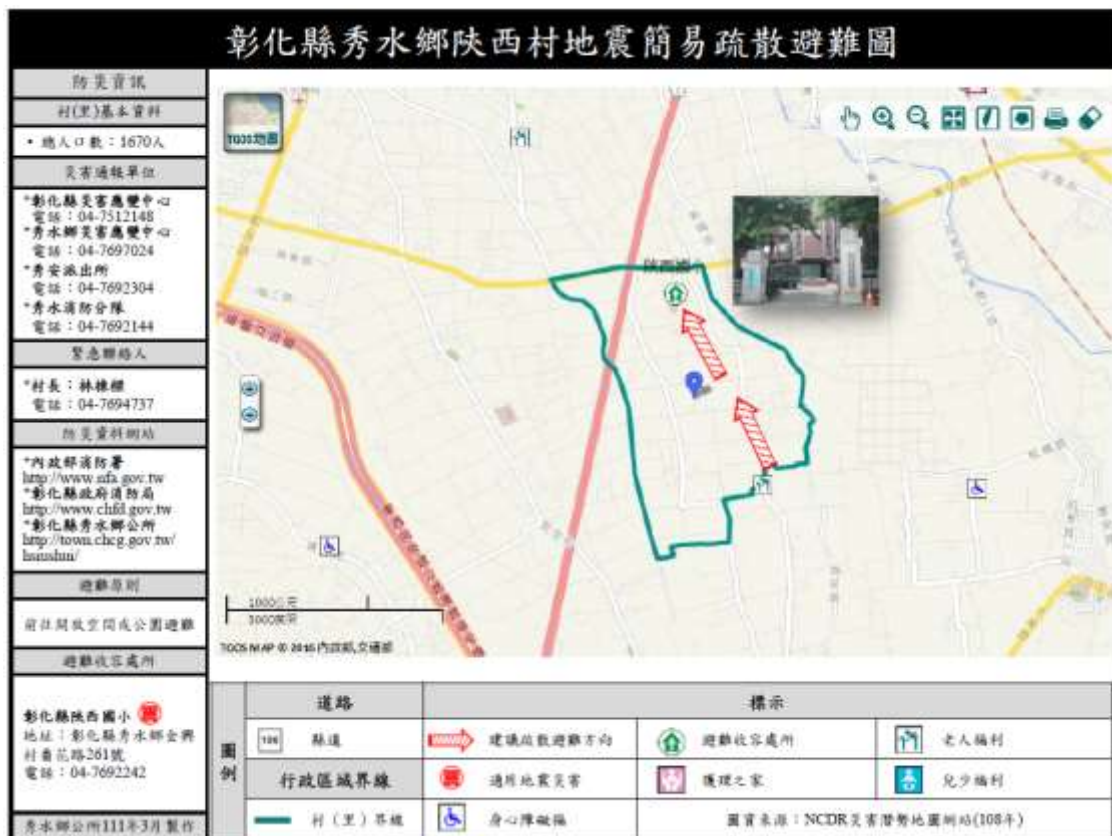 彰化縣秀水鄉陝西村地震簡易疏散避難圖
防災資訊
村(里)基本資料
• 總人口數：1670人
災害通報單位
*彰化縣災害應變中心
電話：04-7512148
*秀水鄉災害應變中心
電話：04-7697024
*秀安派出所
電話：04-7692304
*秀水消防分隊
電話：04-7692144
緊急聯絡人
*村長：林
電話：04-7694737
防災資料網站
*內政部消防署
http://www.nfa.gov.tw
*彰化縣政府消防局
http://www.chfd.gov.tw
*彰化縣秀水鄉公所
http://town.chcg.gov.tw/
hsiushui/
避難原則
前往開放空間或公園避難
避難收容處所
彰化縣陝西國小
地址：彰化縣秀水鄉金興
村番花路261號
電話：04-7692242
秀水鄉公所111年3月製作
TGOS地圖
陝西國小
1000公尺
3000英呎
TGOS MAP © 2016 內政部,交通部
圖例
道路
標示
106
縣道
建議疏散避難方向
避難收容處所
老人福利
行政區域界線
適用地震災害
護理之家
兒少福利
村（里）界線
身心障礙福
圖資來源：NCDR災害潛勢地圖網站(108年)